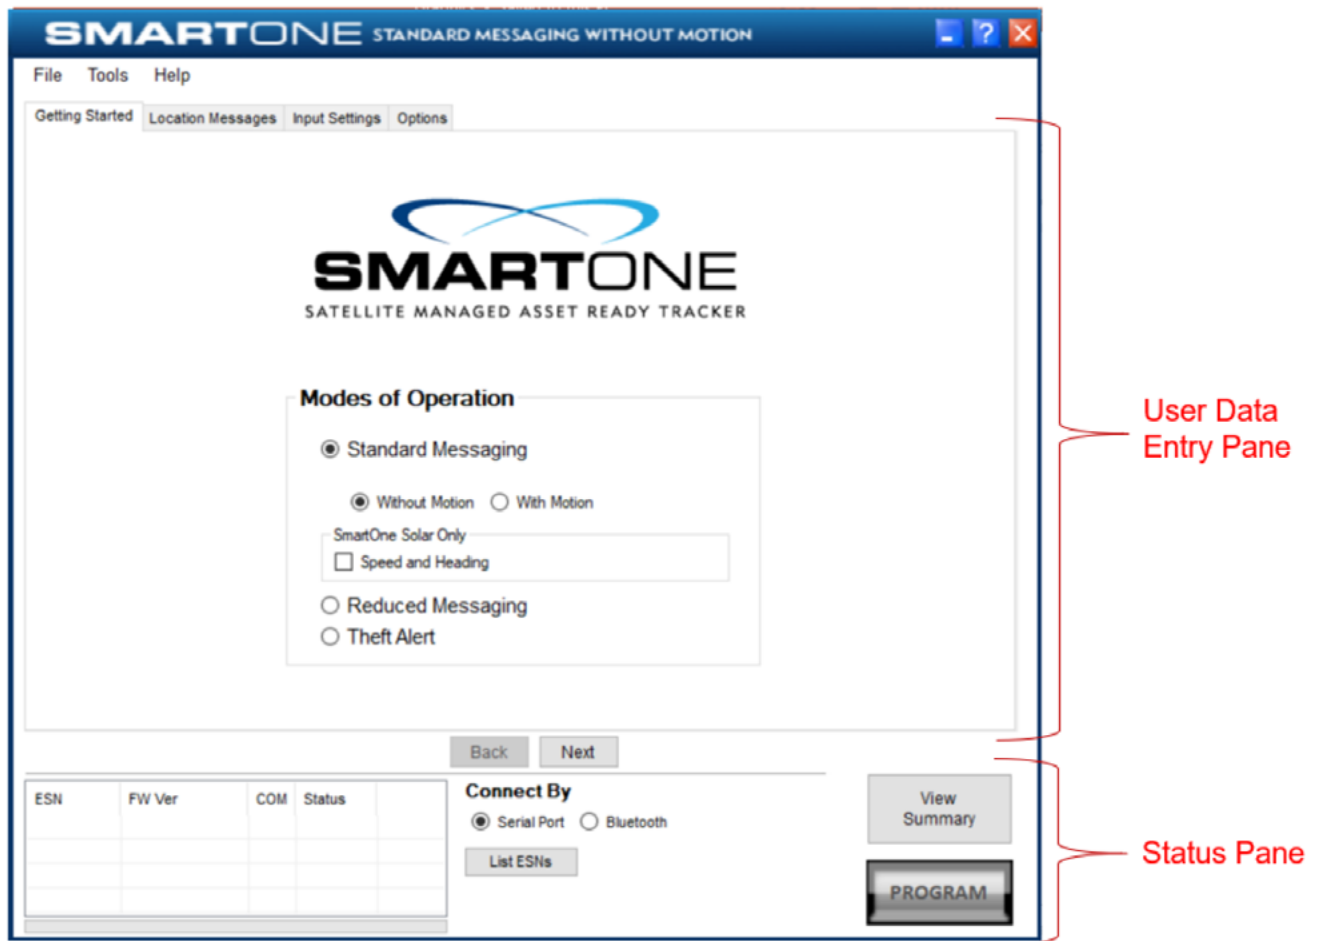 SMARTONE STANDARD MESSAGING WITHOUT MOTION
File Tools Help
Getting Started Location Messages Input Settings Options
SMARTONE
SATELLITE MANAGED ASSET READY TRACKER
Modes of Operation
Standard Messaging
Without Motion With Motion
SmartOne Solar Only
Speed and Heading
Reduced Messaging
Theft Alert
User Data
Entry Pane
Back Next
ESN FW Ver COM Status
Connect By
Serial Port Bluetooth
List ESNs
View
Summary
PROGRAM
Status Pane